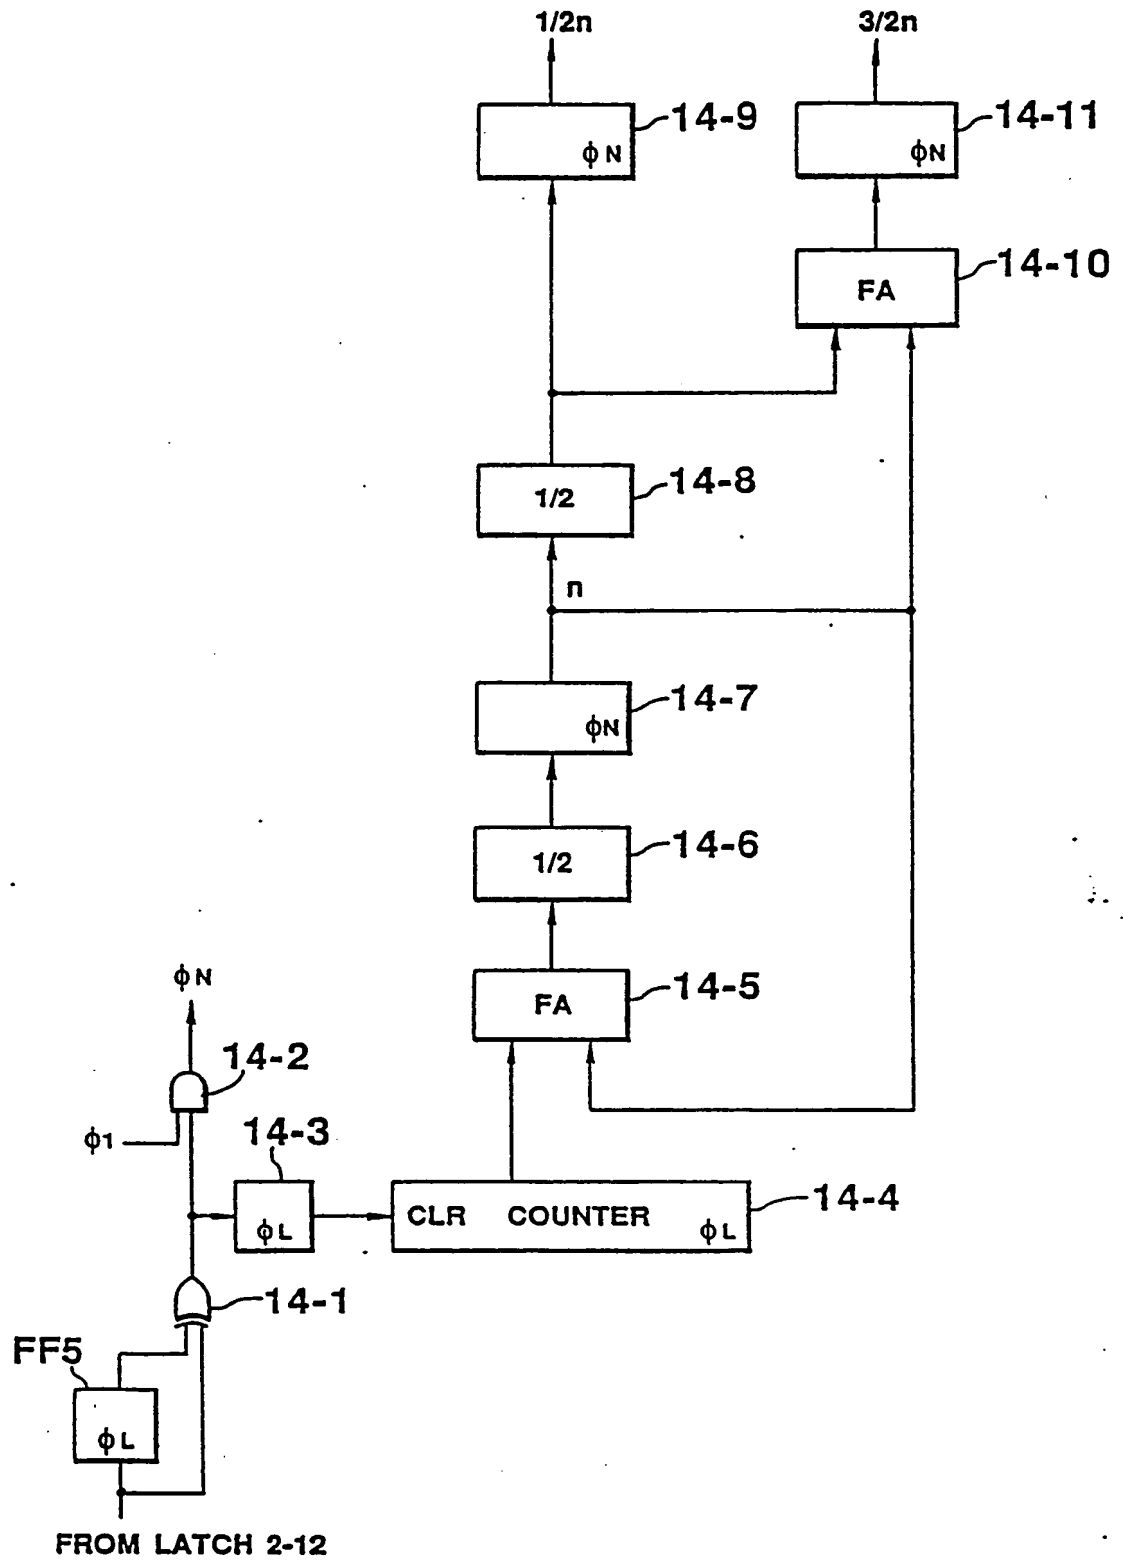 1/2n
3/2n
14-9
ϕN
14-11
ϕN
14-10
FA
14-8
1/2
n
14-7
ϕN
14-6
1/2
14-5
FA
ϕN
14-2
ϕ1
14-3
ϕL
14-4
CLR COUNTER ϕL
14-1
FF5
ϕL
FROM LATCH 2-12